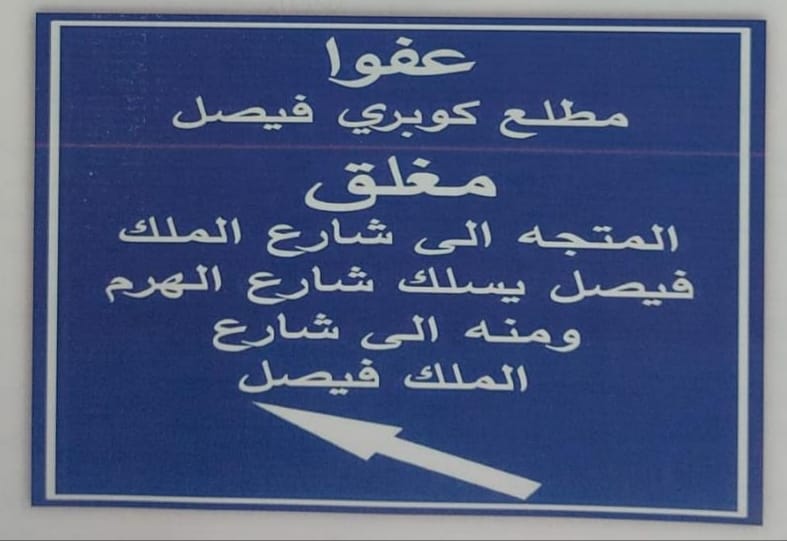 عفوا
مطلع كوبري فيصل
مغلق
المتجه الى شارع الملك
فيصل يسلك شارع الهرم
ومنه الى شارع
الملك فيصل